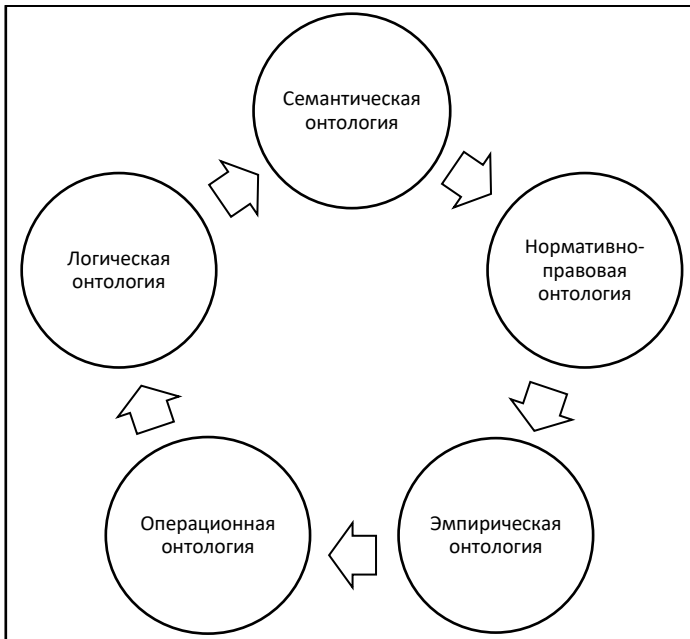 Семантическая
онтология
Нормативно-
правовая
онтология
Эмпирическая
онтология
Операционная
онтология
Логическая
онтология